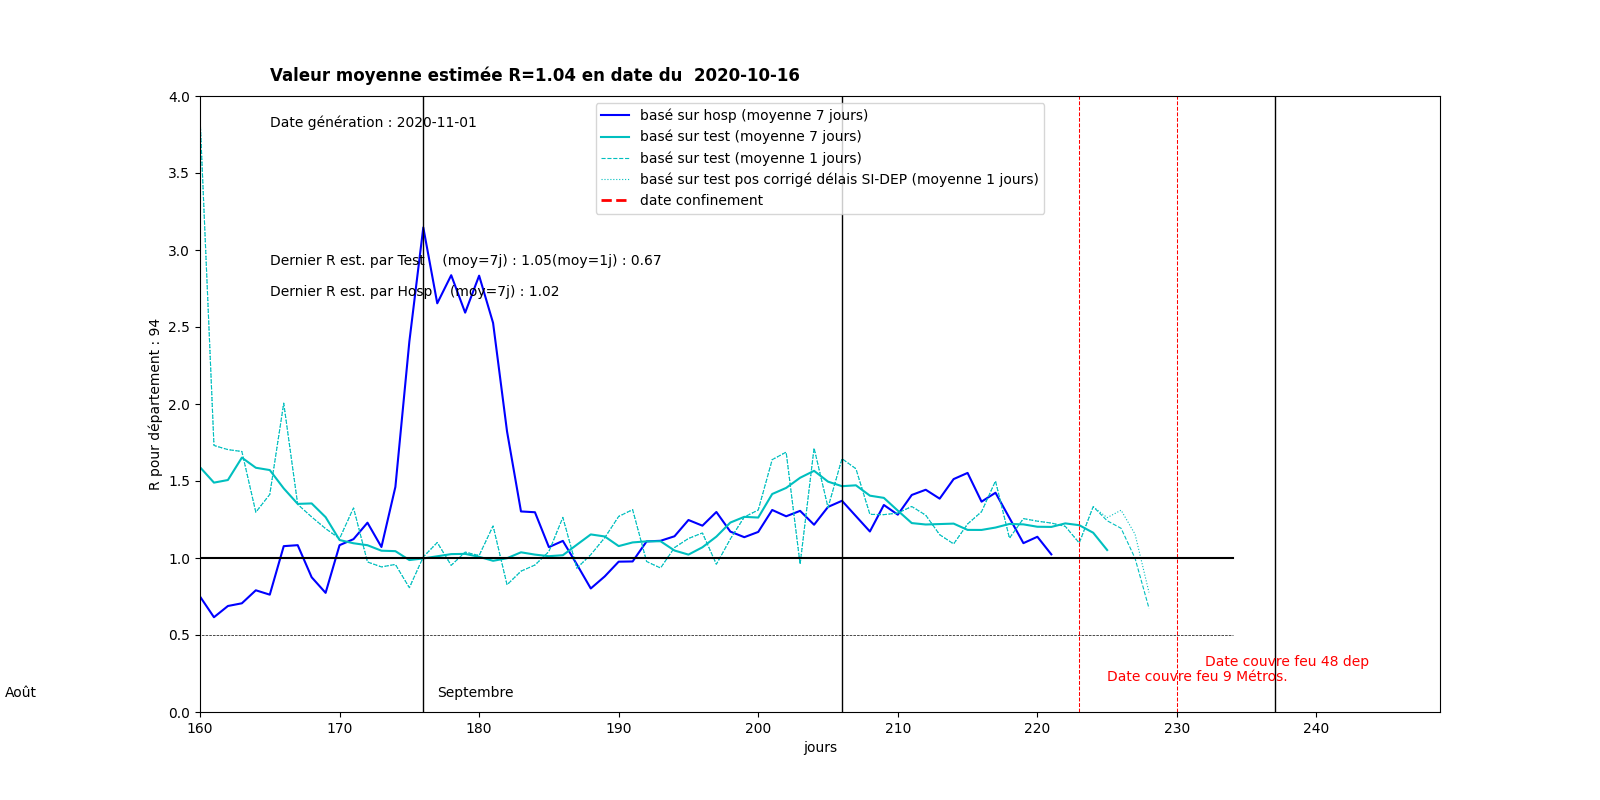 Valeur moyenne estimée R=1.04 en date du  2020-10-16
4.0
Date génération : 2020-11-01
basé sur hosp (moyenne 7 jours)
basé sur test (moyenne 7 jours)
basé sur test (moyenne 1 jours)
basé sur test pos corrigé délais SI-DEP (moyenne 1 jours)
date confinement
3.5
3.0
Dernier R est. par Test    (moy=7j) : 1.05(moy=1j) : 0.67
Dernier R est. par Hosp    (moy=7j) : 1.02
2.5
R pour département : 94
2.0
1.5
1.0
0.5
Date couvre feu 48 dep
Date couvre feu 9 Métros.
Août
Septembre
0.0
160 170 180 190 200 210 220 230 240
jours